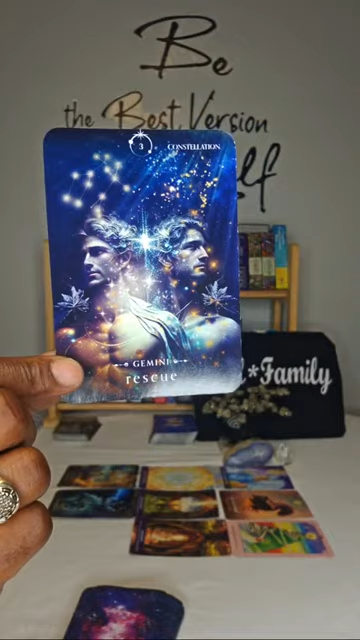 Be
the Best Version
3
CONSTELLATION
GEMINI
rescue
*Family